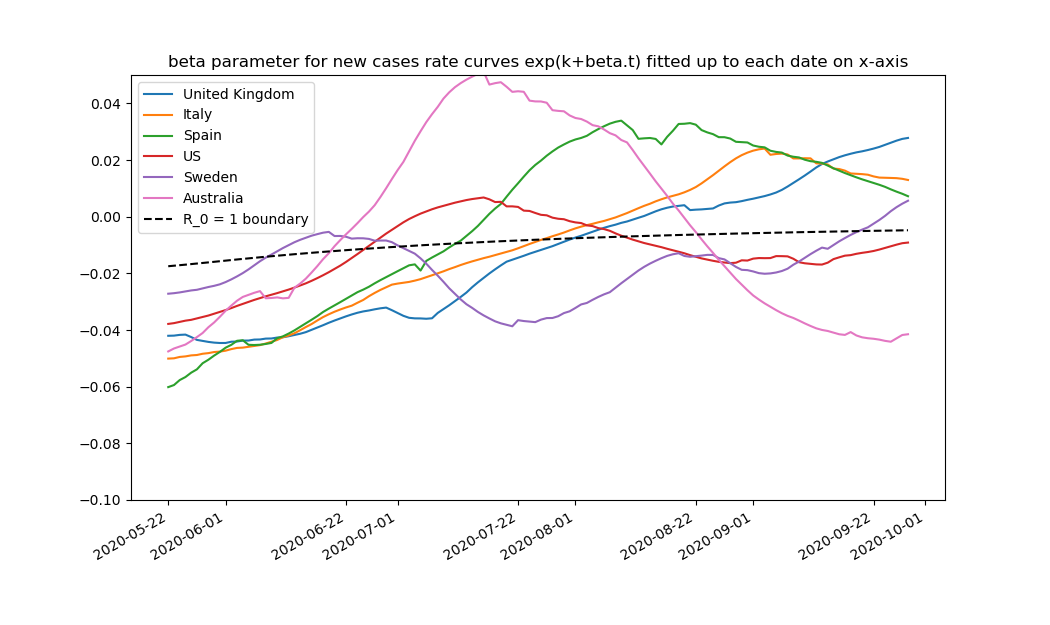 beta parameter for new cases rate curves exp(k+beta.t) fitted up to each date on x-axis
United Kingdom
Italy
Spain
US
Sweden
Australia
R_0 = 1 boundary
0.04
0.02
0.00
−0.02
−0.04
−0.06
−0.08
−0.10
2020-05-22
2020-06-01
2020-06-22
2020-07-01
2020-07-22
2020-08-01
2020-08-22
2020-09-01
2020-09-22
2020-10-01